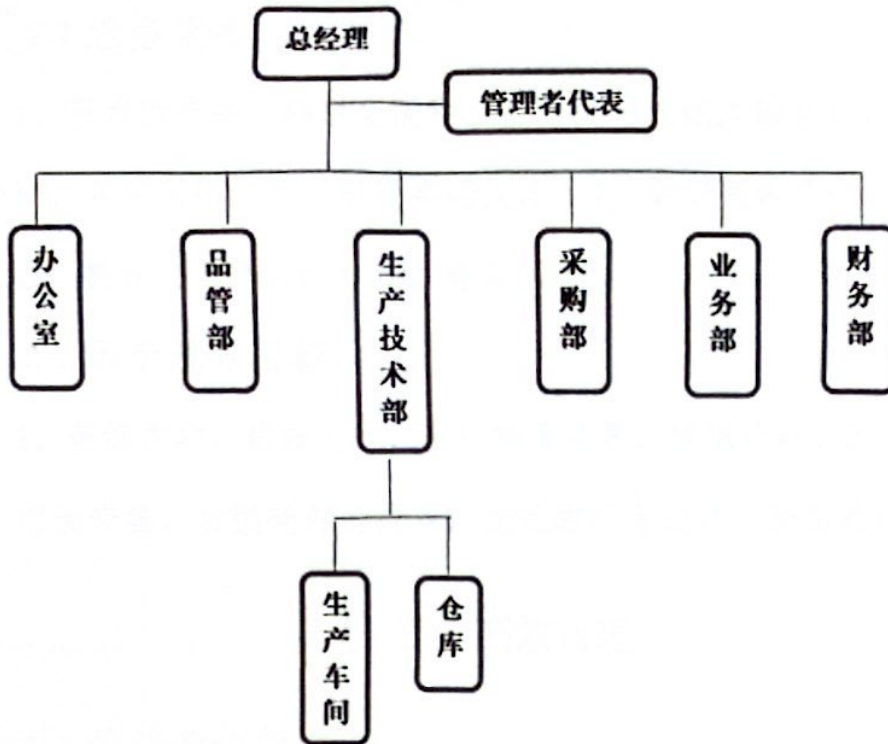 总经理
管理者代表
办公室
品管部
生产技术部
采购部
业务部
财务部
生产车间
仓库